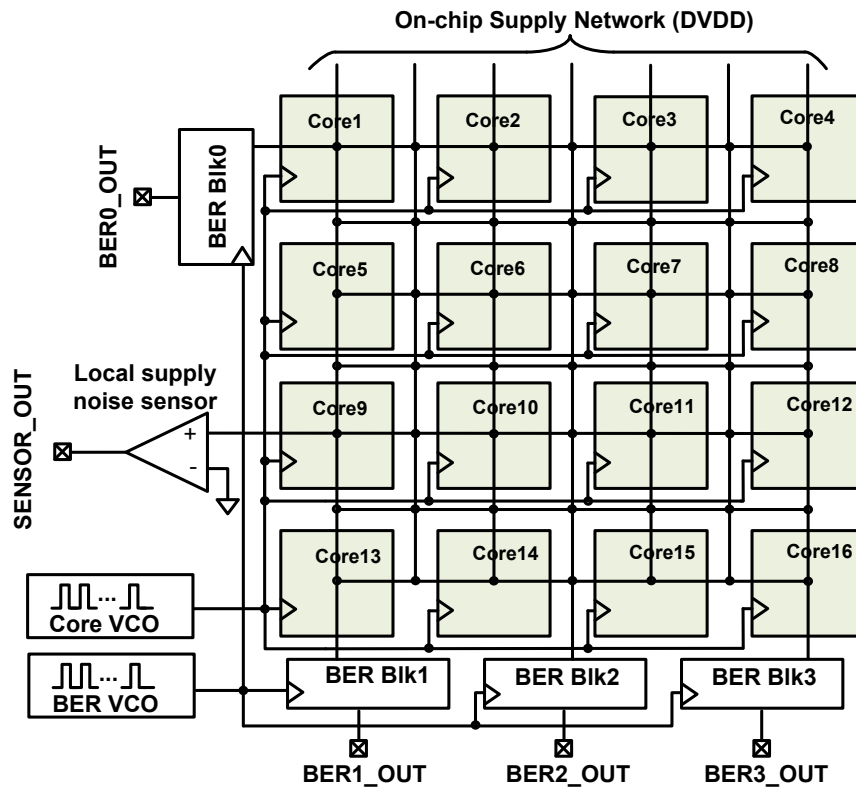 On-chip Supply Network (DVDD)
Core1 Core2 Core3 Core4
BER0_OUT
BER Blk0
Core5 Core6 Core7 Core8
Local supply
noise sensor
SENSOR_OUT
+
-
Core9 Core10 Core11 Core12
Core13 Core14 Core15 Core16
...
Core VCO
...
BER VCO
BER Blk1 BER Blk2 BER Blk3
BER1_OUT BER2_OUT BER3_OUT